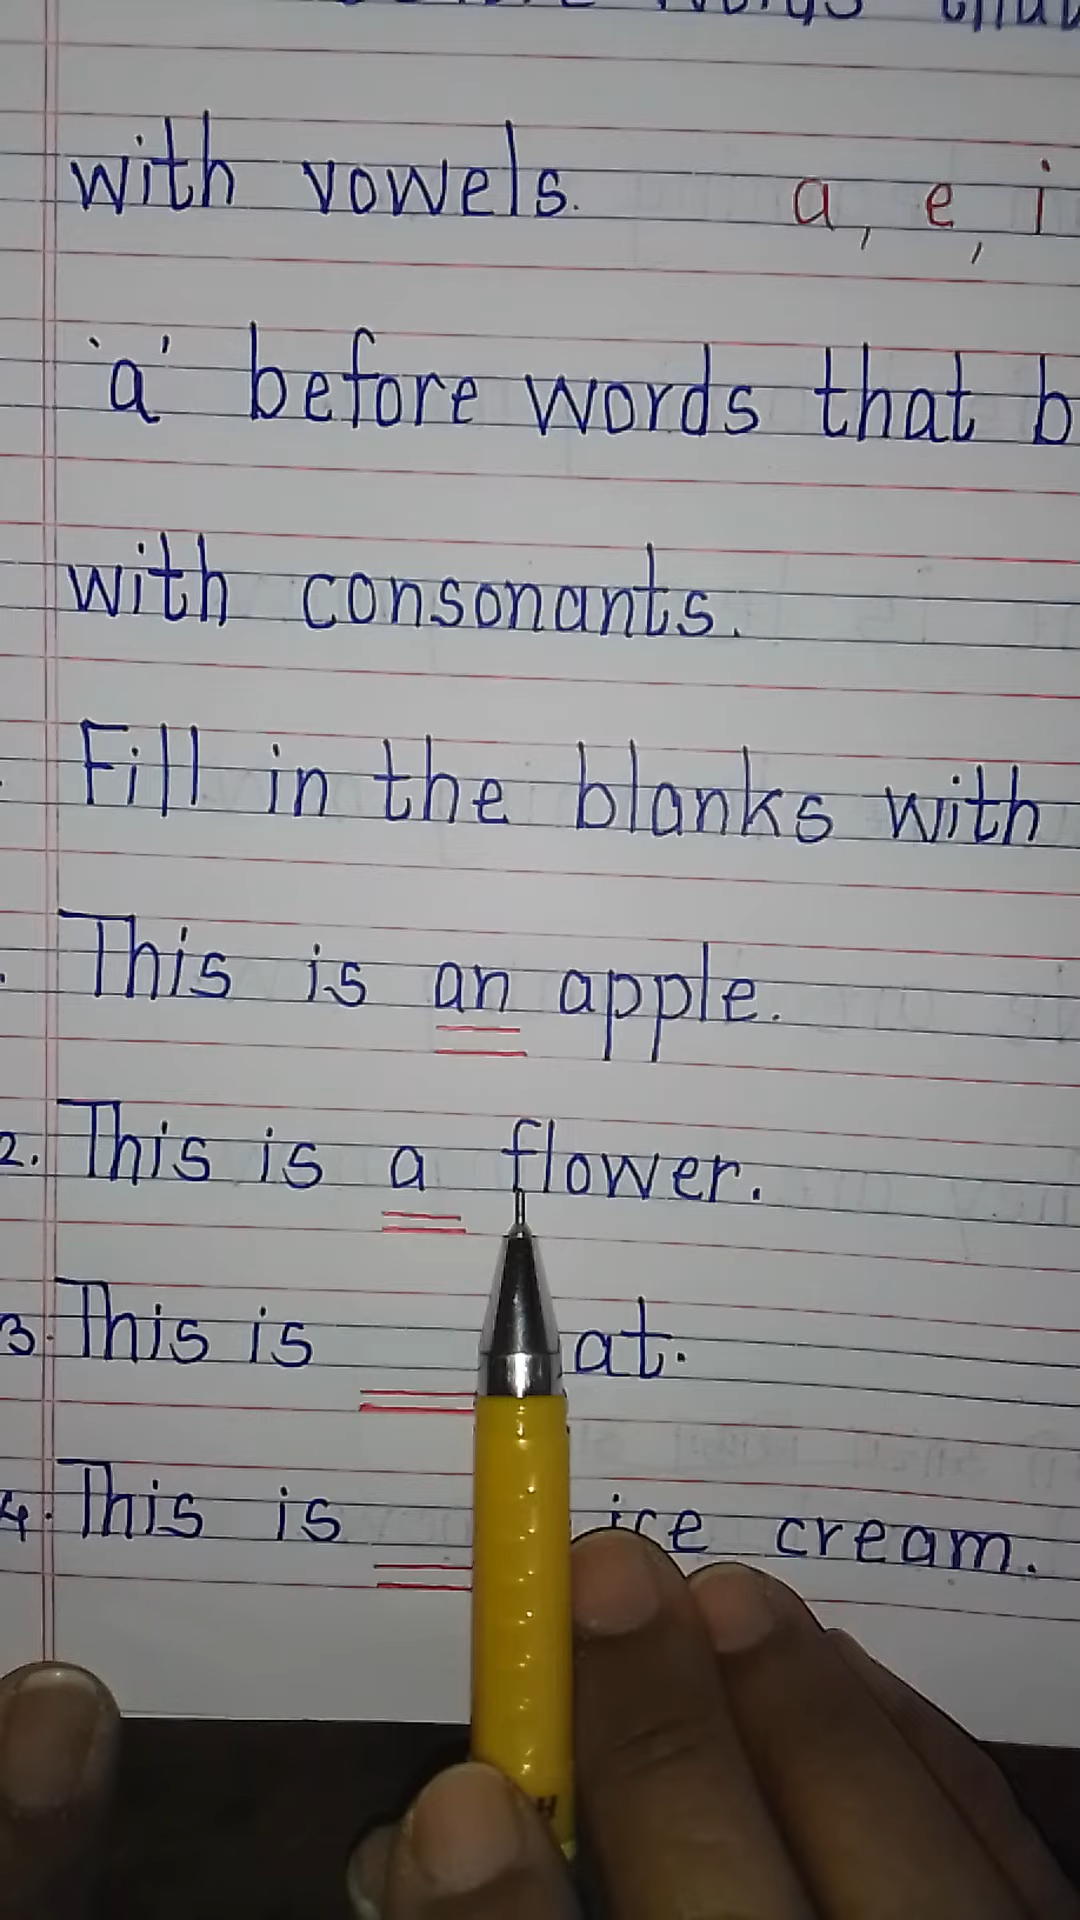 with vowels. a, e, i
'a' before words that b
with consonants.
Fill in the blanks with
. This is an apple.
2. This is a flower.
3. This is at.
4. This is ice cream.